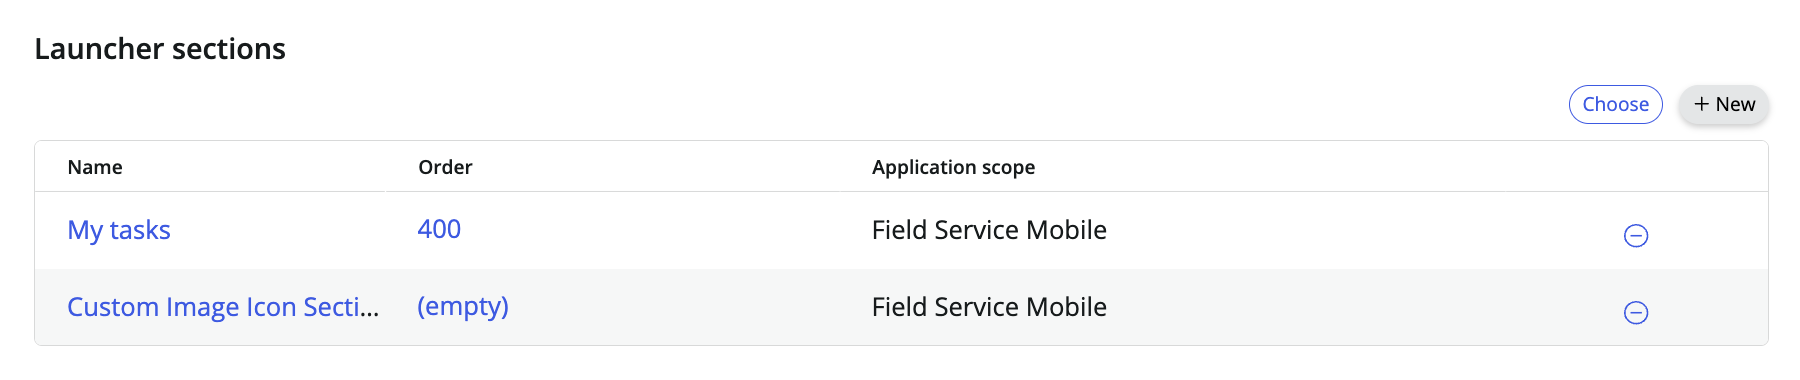 Launcher sections
Choose + New
Name Order Application scope
My tasks 400 Field Service Mobile
Custom Image Icon Secti... (empty) Field Service Mobile